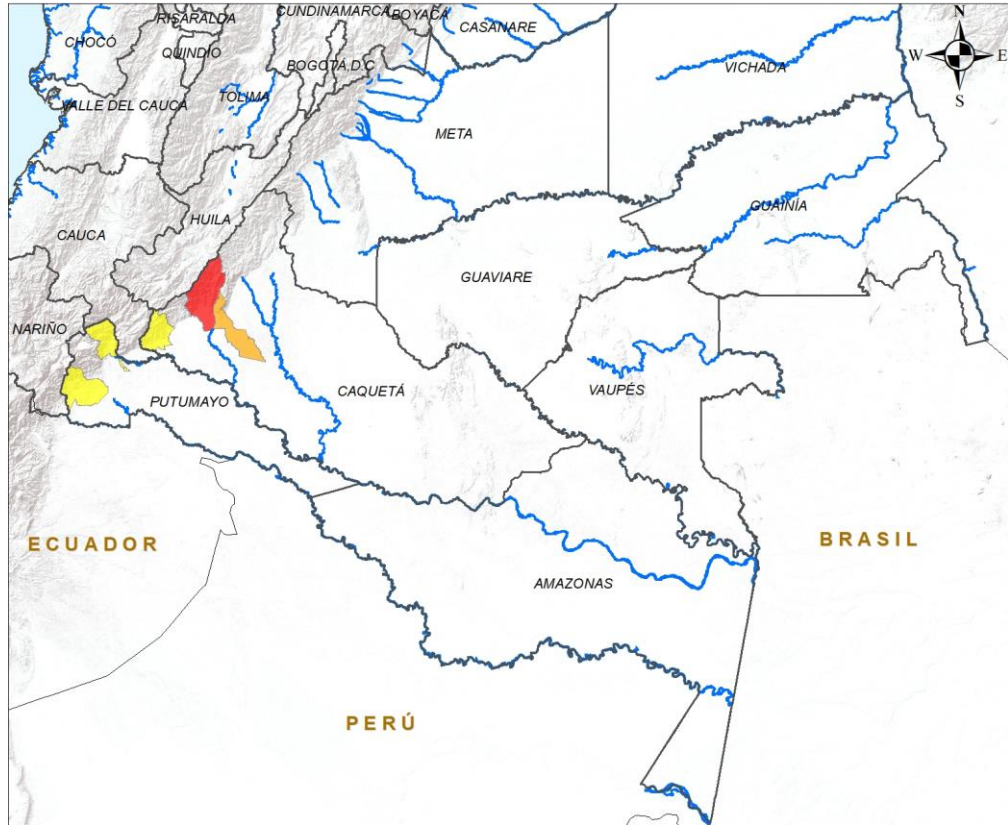 RISARALDA
CUNDINAMARCA
BOYACÁ
N
CHOCÓ
CASANARE
QUINDÍO
BOGOTÁ D.C
W
E
VICHADA
TOLIMA
VALLE DEL CAUCA
S
META
HUILA
GUAINÍA
CAUCA
GUAVIARE
NARIÑO
CAQUETÁ
VAUPÉS
PUTUMAYO
ECUADOR
BRASIL
AMAZONAS
PERÚ